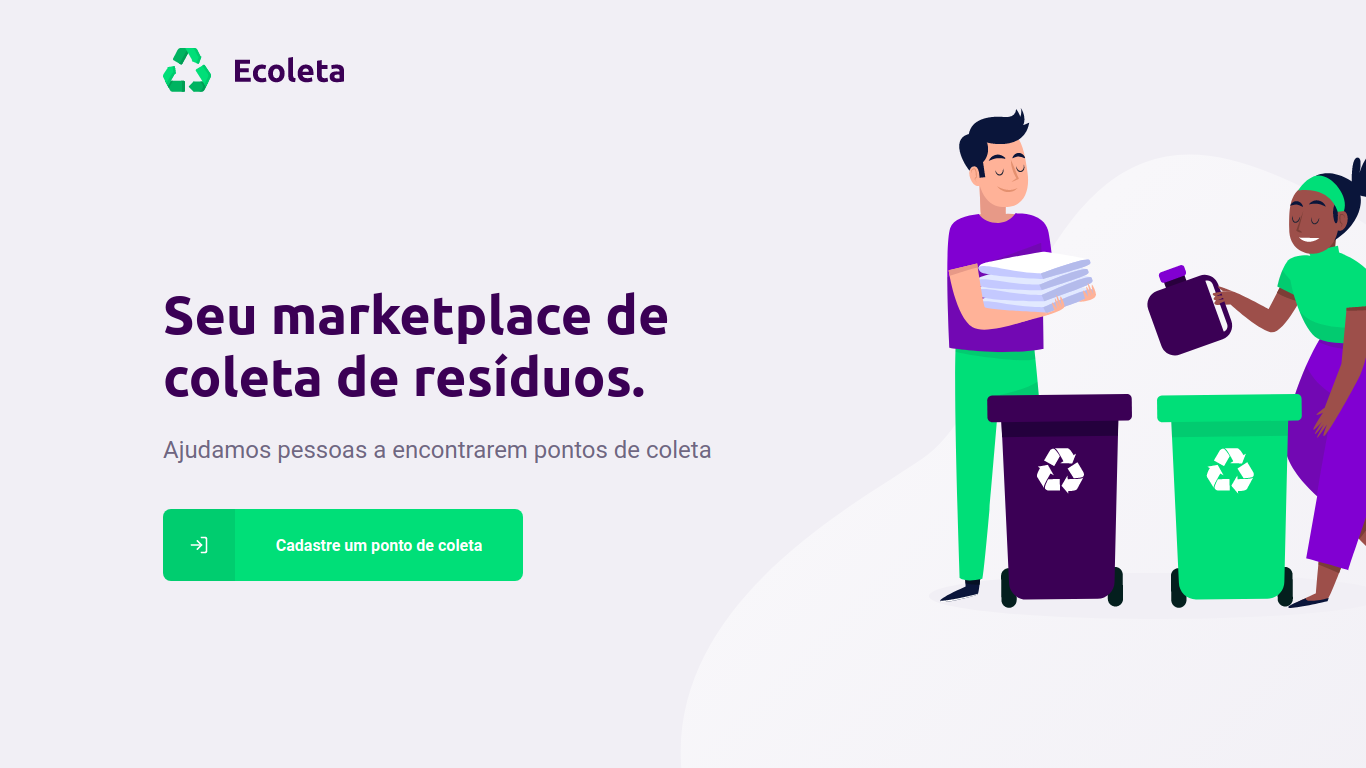 Ecoleta
Seu marketplace de
coleta de resíduos.
Ajudamos pessoas a encontrarem pontos de coleta
Cadastre um ponto de coleta